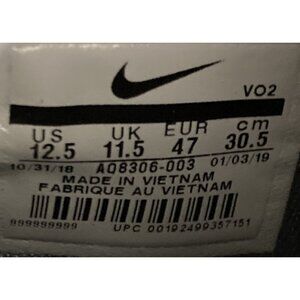 VO2
US UK EUR cm
12.5 11.5 47 30.5
10/31/18 AQ8306-003 01/03/19
MADE IN VIETNAM
FABRIQUE AU VIETNAM
999999999 UPC 00192499357151